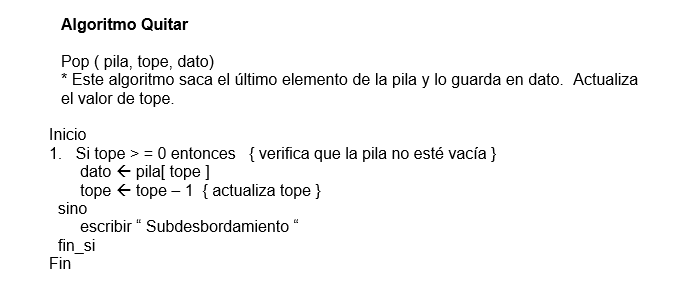 Algoritmo Quitar
Pop ( pila, tope, dato)
* Este algoritmo saca el último elemento de la pila y lo guarda en dato.  Actualiza
el valor de tope.
Inicio
1.   Si tope > = 0 entonces   { verifica que la pila no esté vacía }
dato ← pila[ tope ]
tope ← tope – 1  { actualiza tope }
sino
escribir “ Subdesbordamiento “
fin_si
Fin